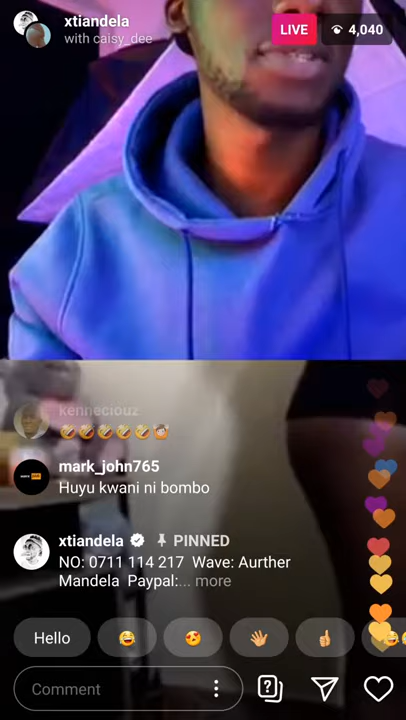 xtiandela
with caisy_dee
LIVE
4,040
kenneciouz
mark_john765
Huyu kwani ni bombo
xtiandela PINNED
NO: 0711 114 217 Wave: Aurther
Mandela Paypal:... more
Hello
Comment